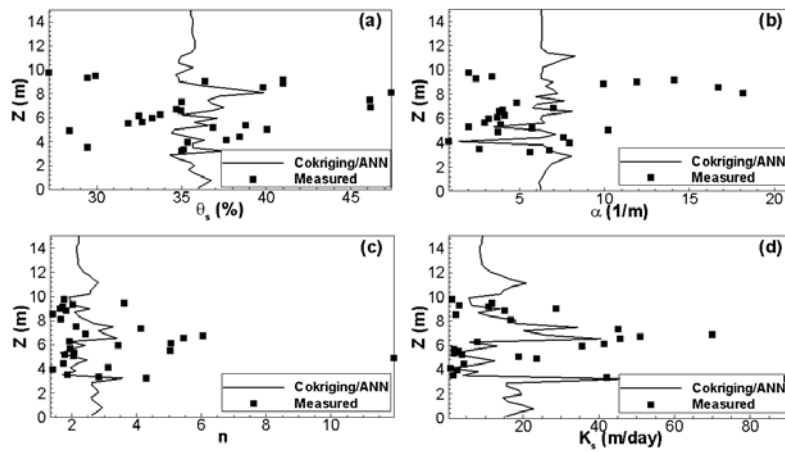 (a)
14
12
10
8
6
4
2
0
Z (m)
Cokriging/ANN
Measured
30 35 40 45
θs (%)
(b)
14
12
10
8
6
4
2
0
Z (m)
Cokriging/ANN
Measured
5 10 15 20
α (1/m)
(c)
14
12
10
8
6
4
2
0
Z (m)
Cokriging/ANN
Measured
2 4 6 8 10
n
(d)
14
12
10
8
6
4
2
0
Z (m)
Cokriging/ANN
Measured
20 40 60 80
Ks (m/day)